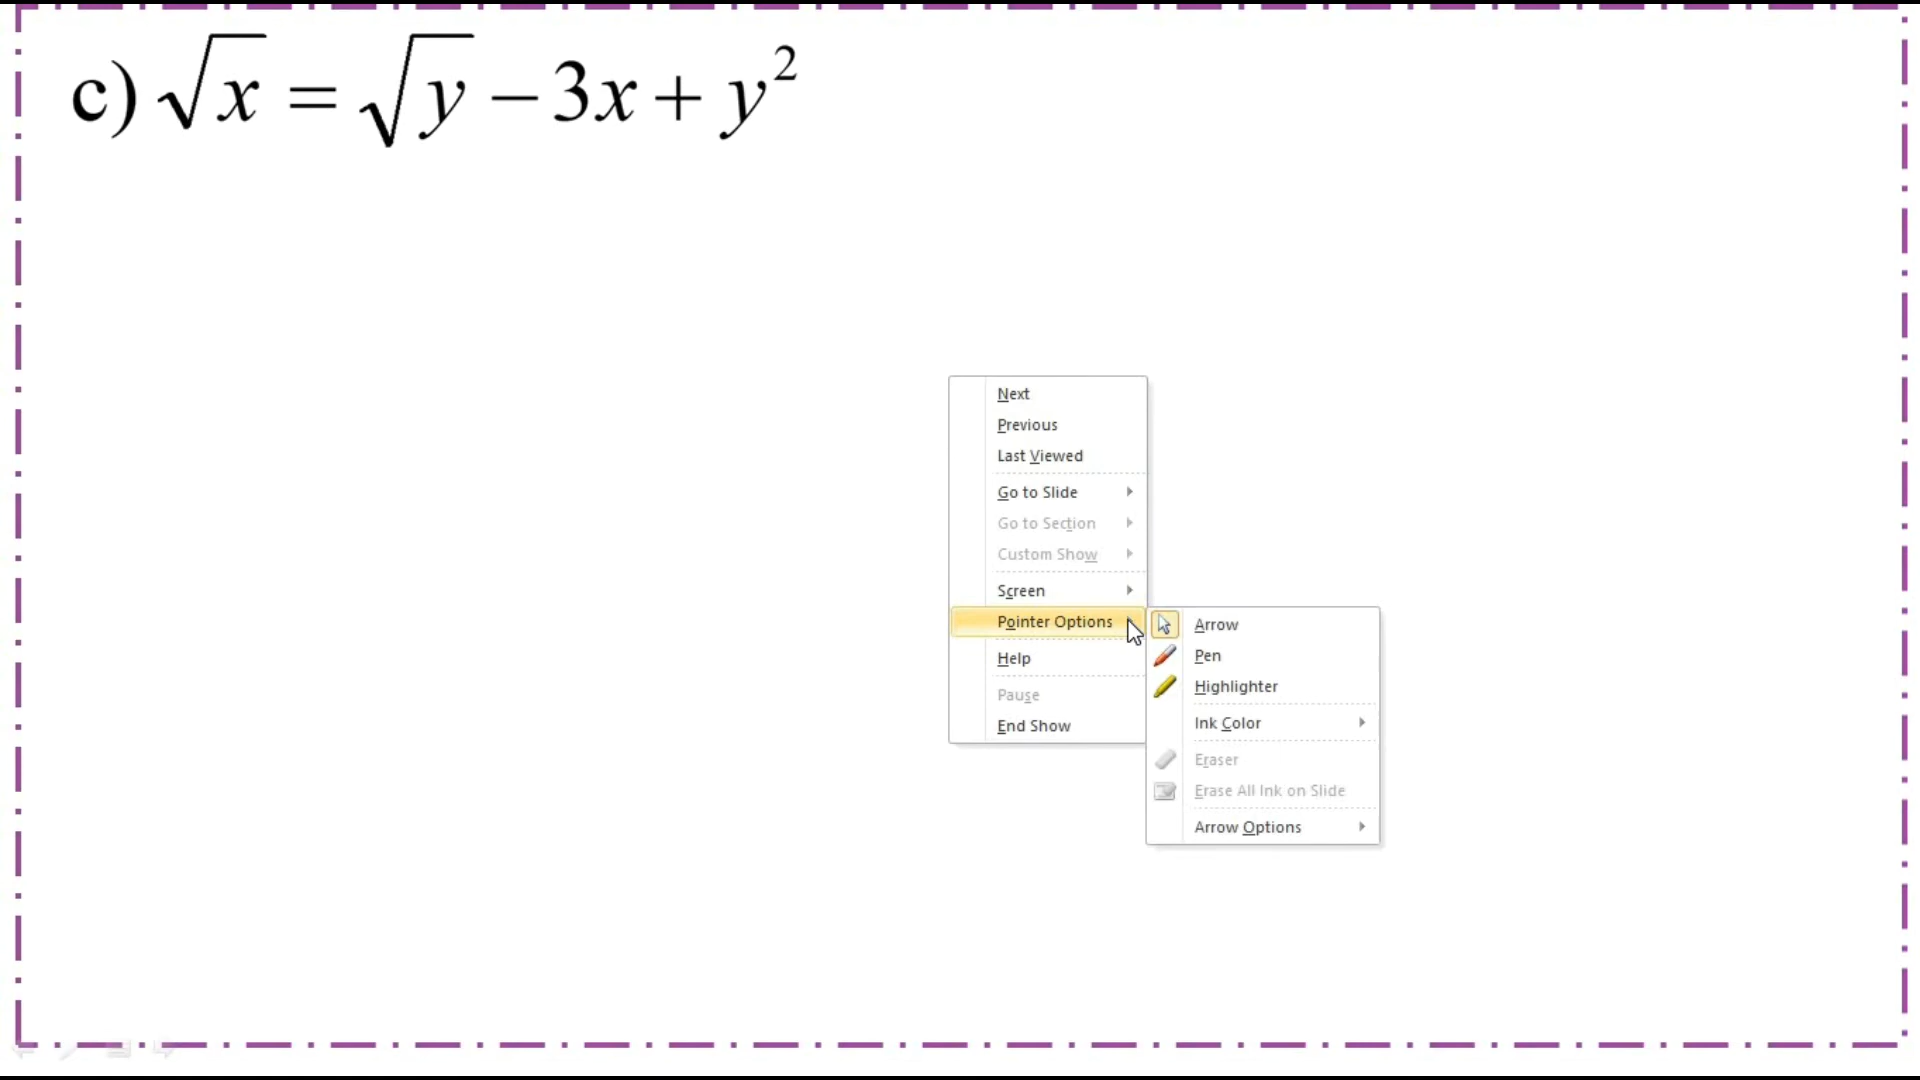 c) √x = √y − 3x + y²
Next
Previous
Last Viewed
Go to Slide
Go to Section
Custom Show
Screen
Pointer Options
Help
Pause
End Show
Arrow
Pen
Highlighter
Ink Color
Eraser
Erase All Ink on Slide
Arrow Options